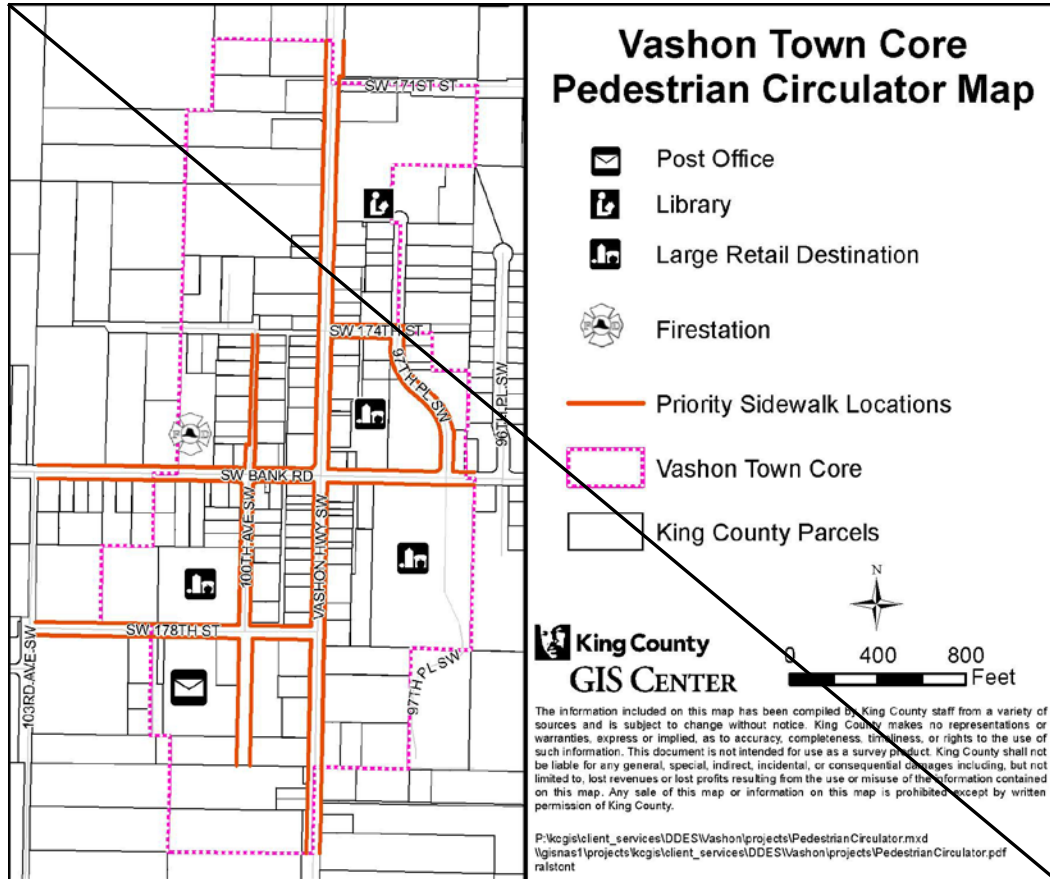 SW 171ST ST
SW 174TH ST
97TH PL SW
96TH PL SW
SW BANK RD
100TH AVE SW
VASHON HWY SW
SW 178TH ST
103RD AVE SW
97TH PL SW
Vashon Town Core
Pedestrian Circulator Map
Post Office
Library
Large Retail Destination
Firestation
Priority Sidewalk Locations
Vashon Town Core
King County Parcels
N
King County
GIS CENTER
0 400 800
Feet
The information included on this map has been compiled by King County staff from a variety of
sources and is subject to change without notice. King County makes no representations or
warranties, express or implied, as to accuracy, completeness, timeliness, or rights to the use of
such information. This document is not intended for use as a survey product. King County shall not
be liable for any general, special, indirect, incidental, or consequential damages including, but not
limited to, lost revenues or lost profits resulting from the use or misuse of the information contained
on this map. Any sale of this map or information on this map is prohibited except by written
permission of King County.
P:\kcgis\client_services\DDES\Vashon\projects\PedestrianCirculator.mxd
\\gisnas1\projects\kcgis\client_services\DDES\Vashon\projects\PedestrianCirculator.pdf
ralstont